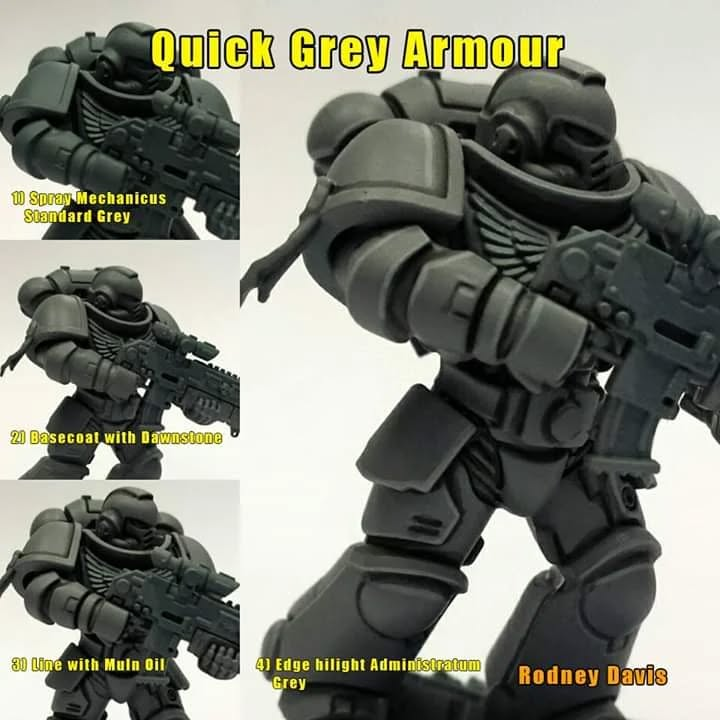 Quick Grey Armour
1) Spray Mechanicus
Standard Grey
2) Basecoat with Dawnstone
3) Line with Muln Oil
4) Edge hilight Administratum
Grey
Rodney Davis